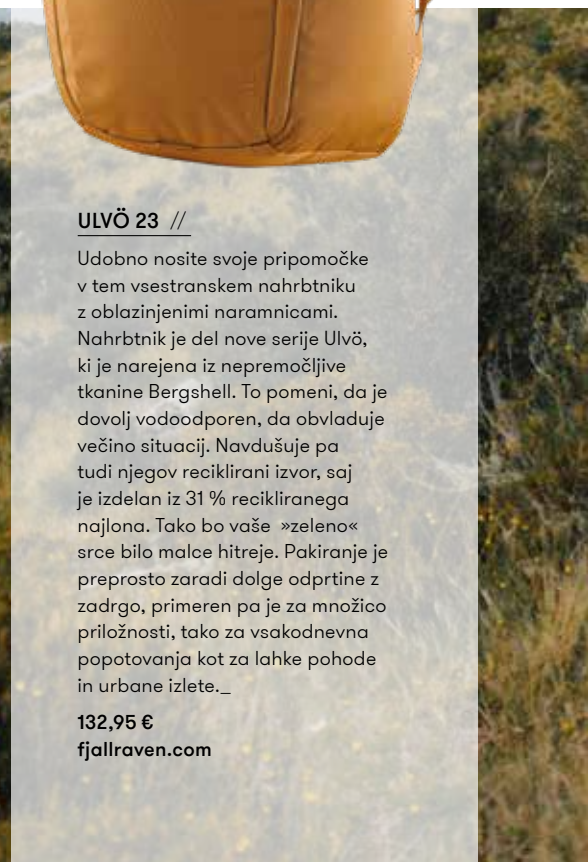 ULVÖ 23 //
Udobno nosite svoje pripomočke
v tem vsestranskem nahrbtniku
z oblazinjenimi naramnicami.
Nahrbtnik je del nove serije Ulvö,
ki je narejena iz nepremočljive
tkanine Bergshell. To pomeni, da je
dovolj vodoodporen, da obvladuje
večino situacij. Navdušuje pa
tudi njegov reciklirani izvor, saj
je izdelan iz 31 % recikliranega
najlona. Tako bo vaše »zeleno«
srce bilo malce hitreje. Pakiranje je
preprosto zaradi dolge odprtine z
zadrgo, primeren pa je za množico
priložnosti, tako za vsakodnevna
popotovanja kot za lahke pohode
in urbane izlete._
132,95 €
fjallraven.com